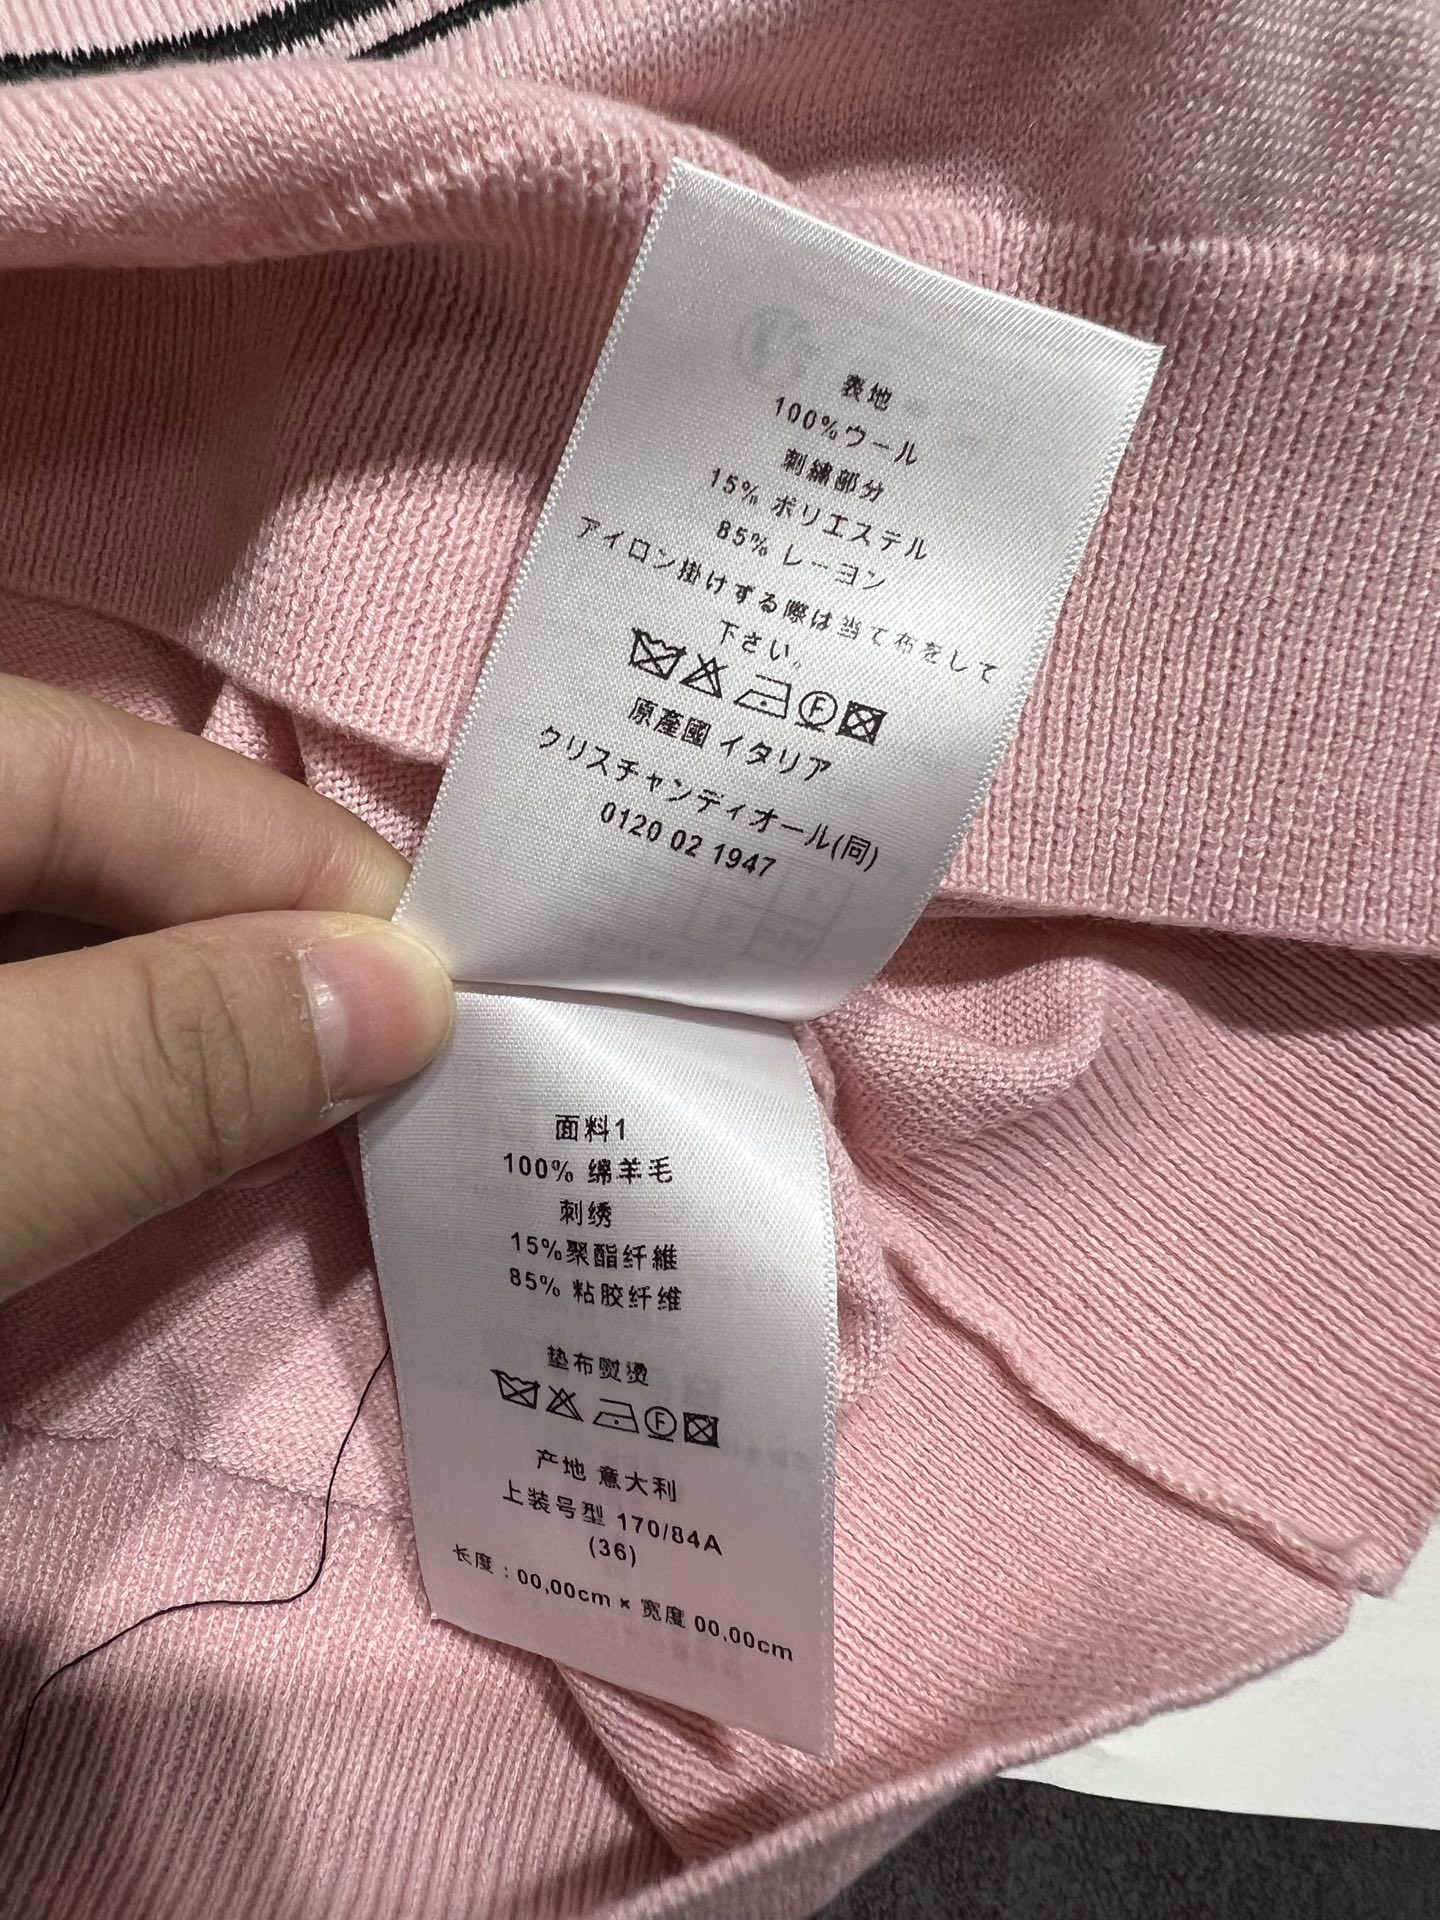 表地
100%ウール
刺繍部分
15% ポリエステル
85% レーヨン
アイロン掛けする際は当て布をして
下さい。
F
原産國 イタリア
クリスチャンディオール(同)
0120 02 1947
面料1
100% 绵羊毛
刺绣
15%聚酯纤維
85% 粘胶纤维
垫布熨烫
F
产地 意大利
上装号型 170/84A
(36)
长度：00,00cm × 宽度 00,00cm